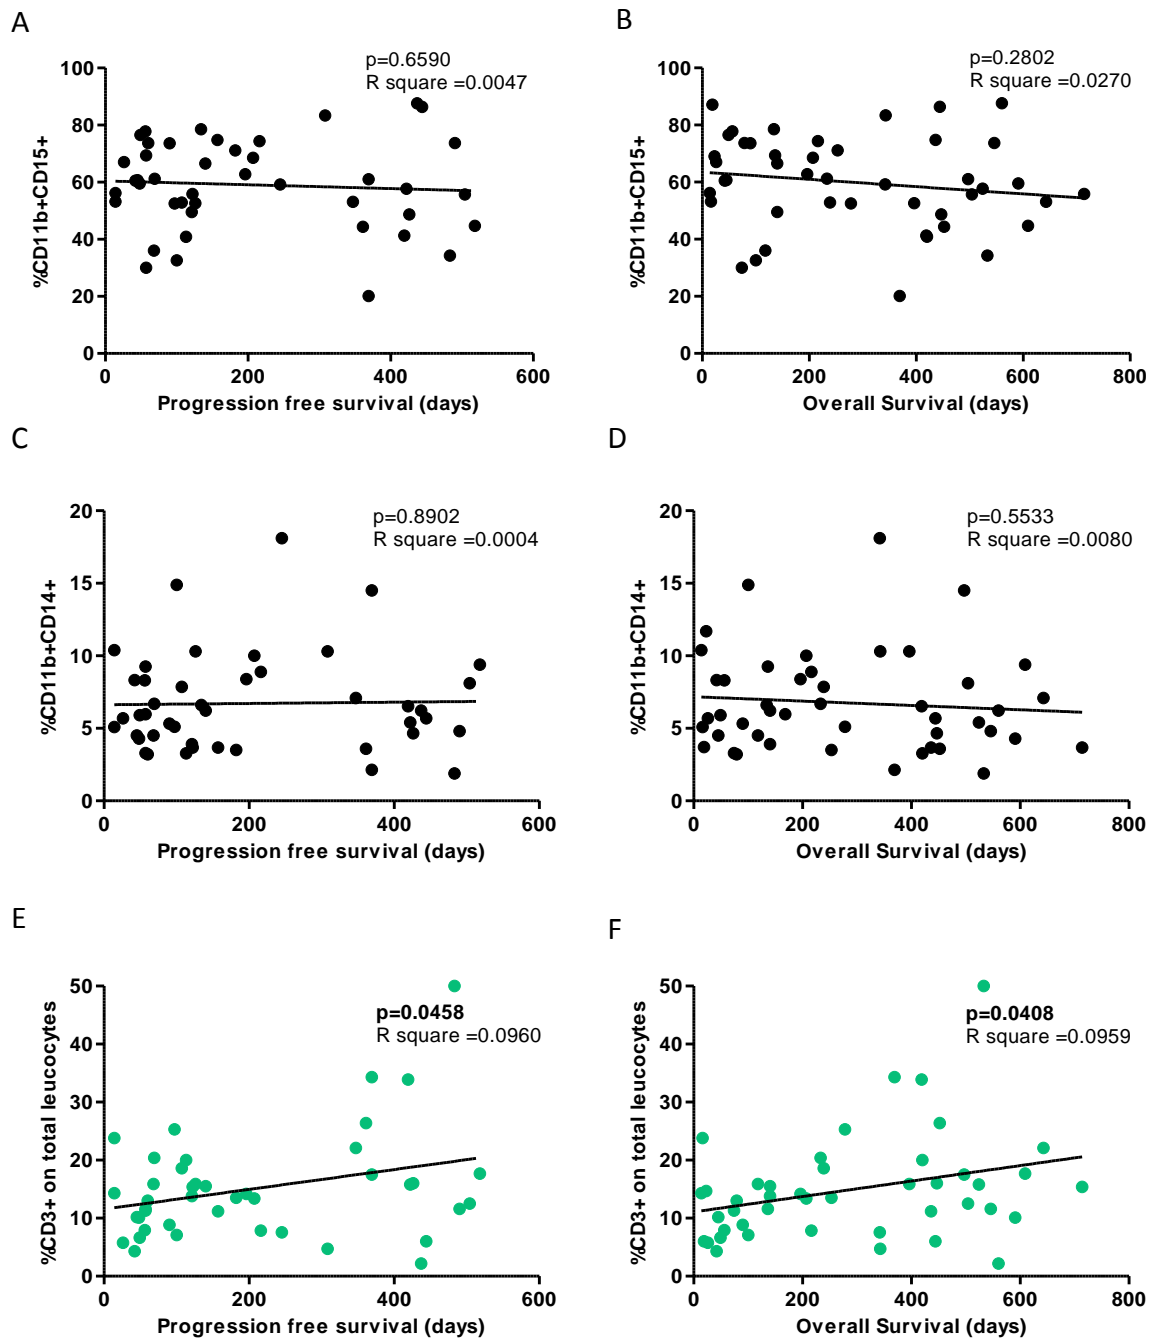 A
p=0.6590
R square =0.0047
100
80
60
40
20
0
%CD11b+CD15+
0 200 400 600
Progression free survival (days)
B
p=0.2802
R square =0.0270
100
80
60
40
20
0
%CD11b+CD15+
0 200 400 600 800
Overall Survival (days)
C
p=0.8902
R square =0.0004
20
15
10
5
0
%CD11b+CD14+
0 200 400 600
Progression free survival (days)
D
p=0.5533
R square =0.0080
20
15
10
5
0
%CD11b+CD14+
0 200 400 600 800
Overall Survival (days)
E
p=0.0458
R square =0.0960
50
40
30
20
10
0
%CD3+ on total leucocytes
0 200 400 600
Progression free survival (days)
F
p=0.0408
R square =0.0959
50
40
30
20
10
0
%CD3+ on total leucocytes
0 200 400 600 800
Overall Survival (days)